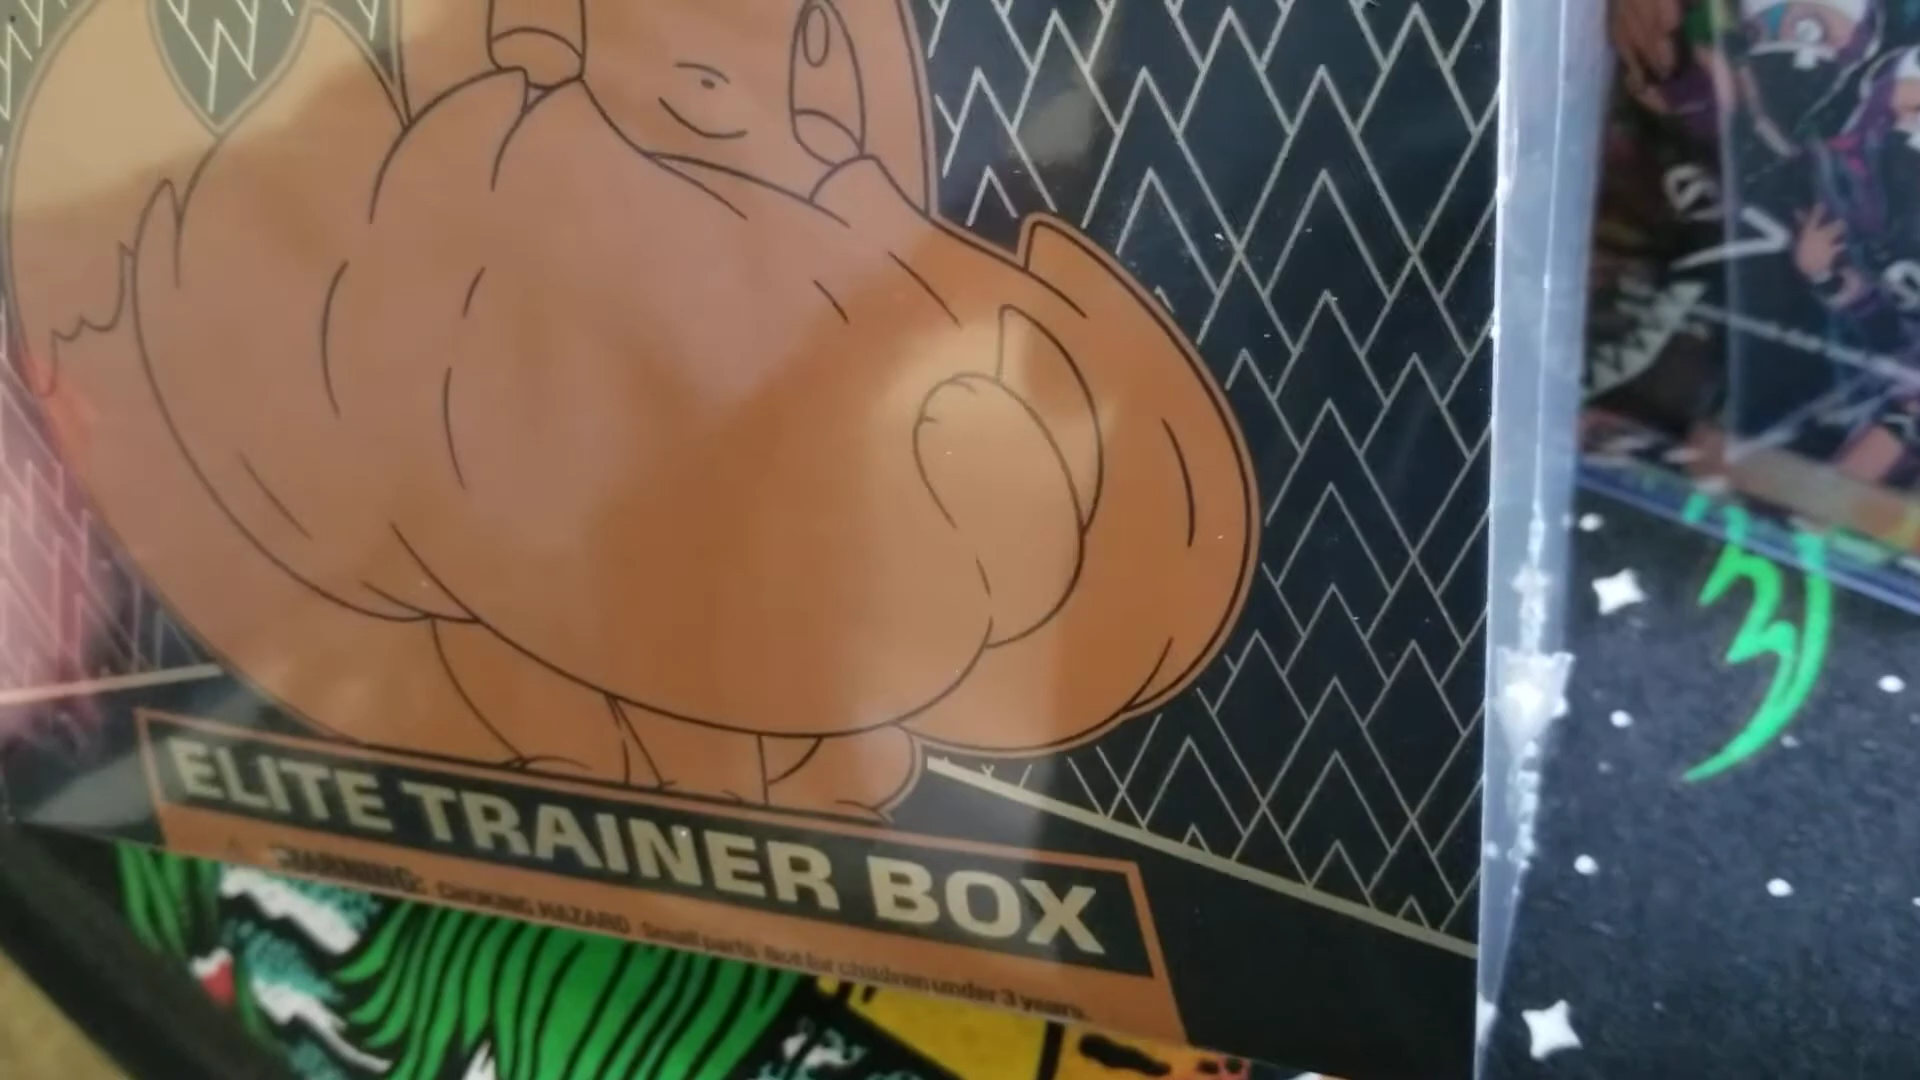 ELITE TRAINER BOX
WARNING: CHOKING HAZARD. Small parts. Not for children under 3 years.